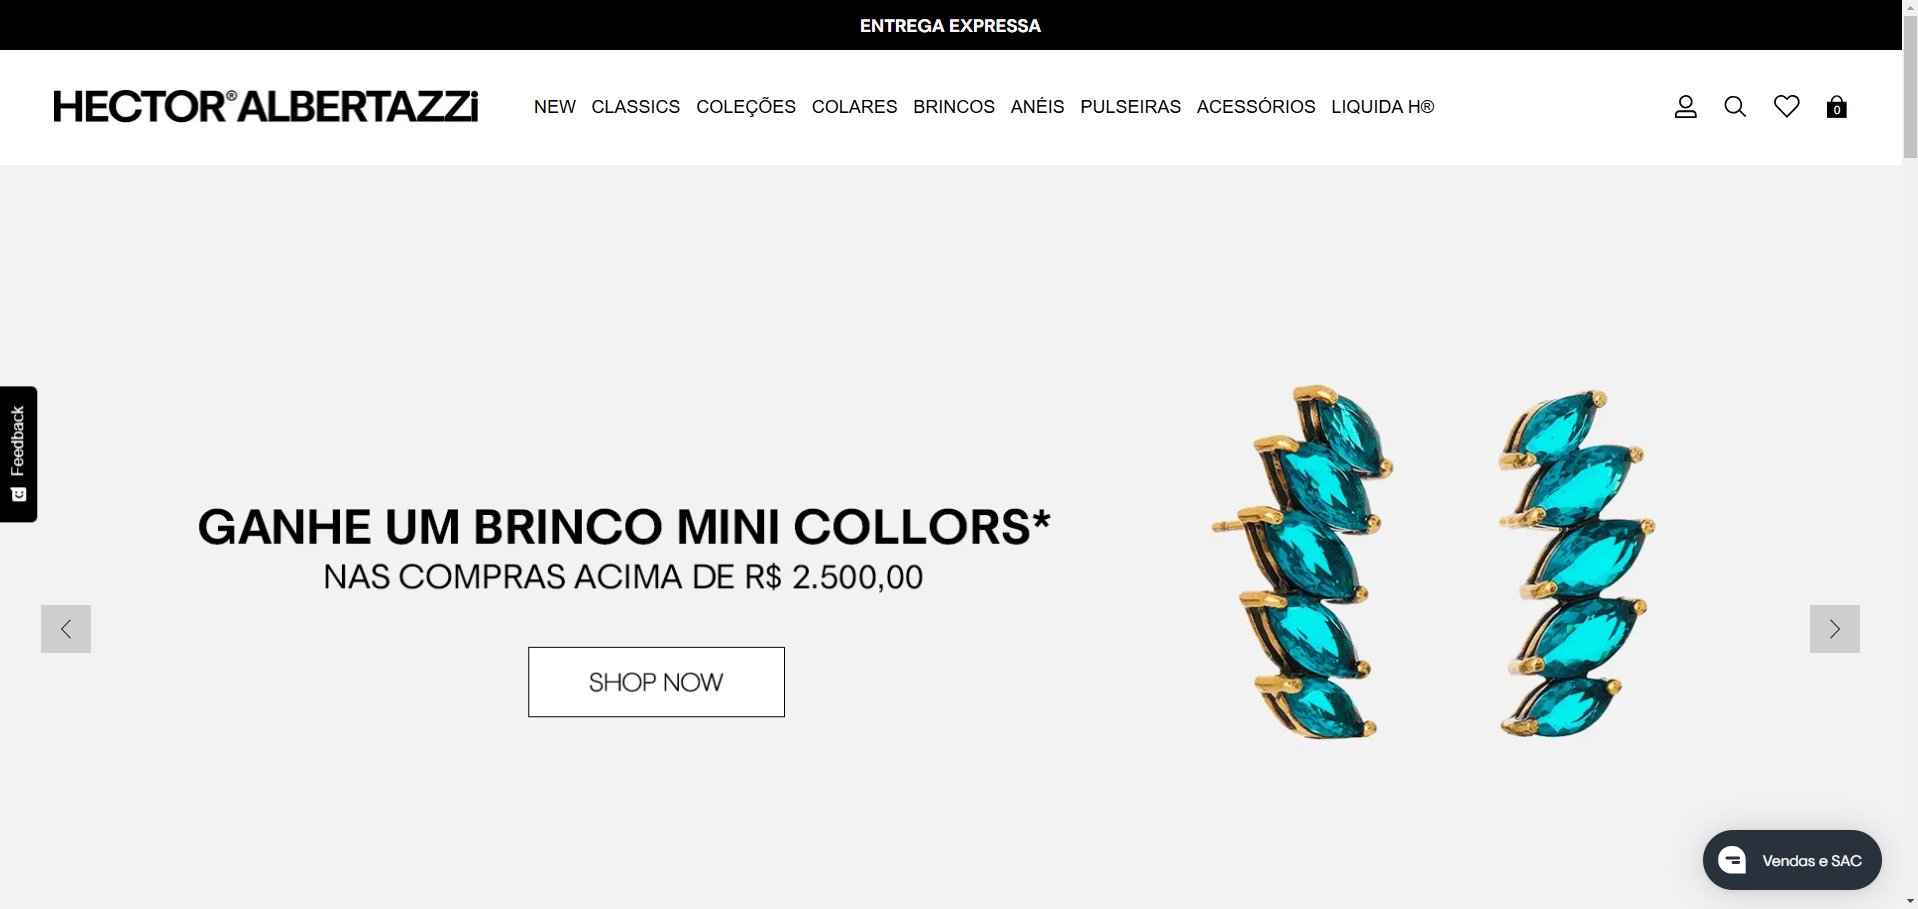 ENTREGA EXPRESSA
HECTOR®ALBERTAZZi
NEW CLASSICS COLEÇÕES COLARES BRINCOS ANÉIS PULSEIRAS ACESSÓRIOS LIQUIDA H®
0
Feedback
GANHE UM BRINCO MINI COLLORS*
NAS COMPRAS ACIMA DE R$ 2.500,00
SHOP NOW
Vendas e SAC